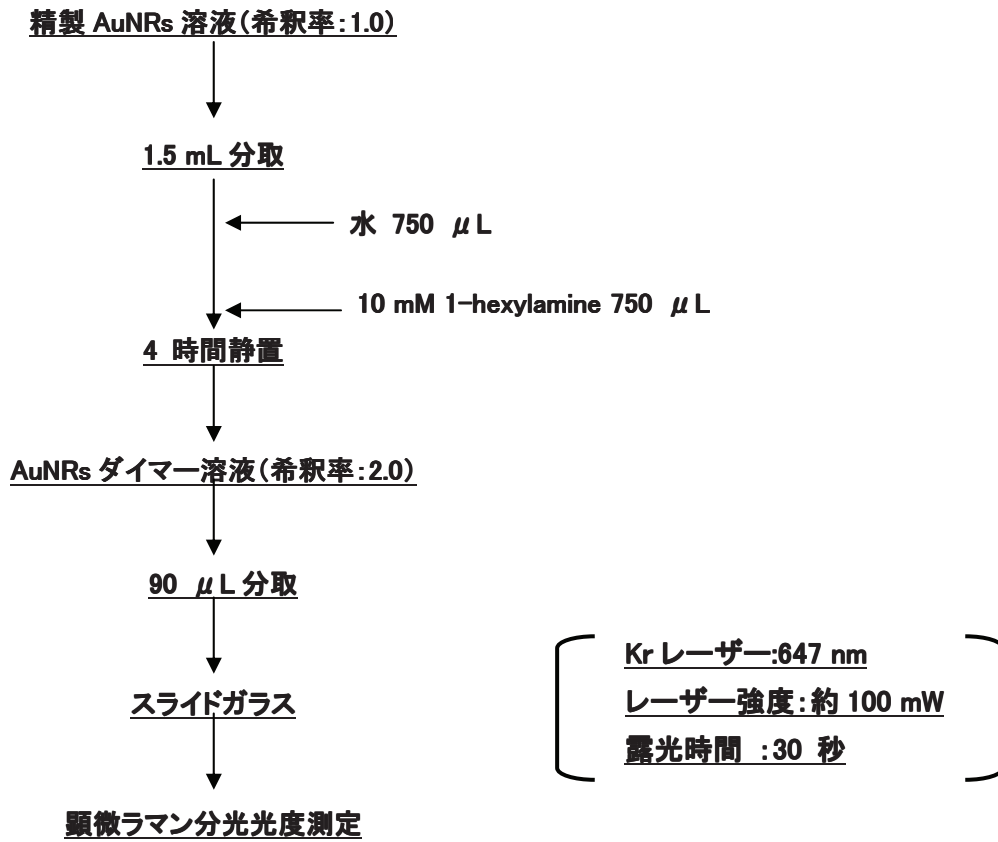 精製 AuNRs 溶液(希釈率:1.0)
1.5 mL 分取
水 750 μL
10 mM 1-hexylamine 750 μL
4 時間静置
AuNRs ダイマー溶液(希釈率:2.0)
90 μL 分取
スライドガラス
顕微ラマン分光光度測定
Kr レーザー:647 nm
レーザー強度:約 100 mW
露光時間 :30 秒